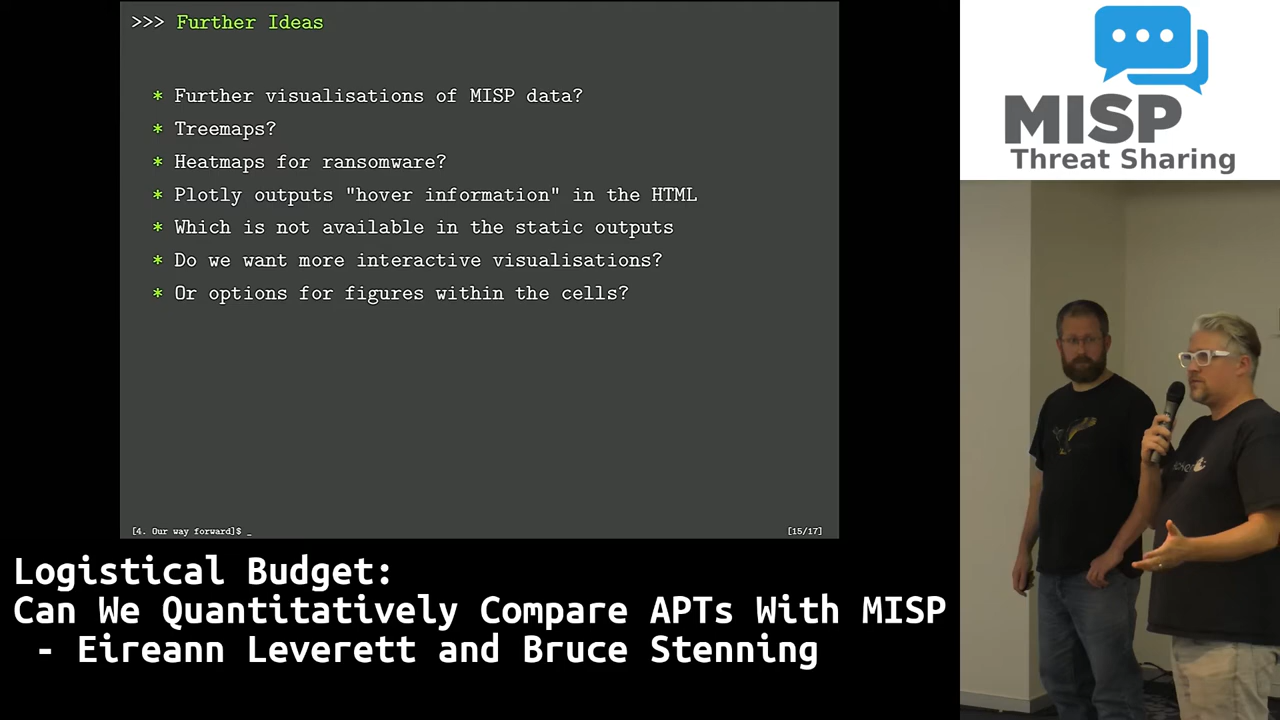 >>> Further Ideas
* Further visualisations of MISP data?
* Treemaps?
* Heatmaps for ransomware?
* Plotly outputs "hover information" in the HTML
* Which is not available in the static outputs
* Do we want more interactive visualisations?
* Or options for figures within the cells?
[4. Our way forward]$ _
[15/17]
MISP
Threat Sharing
Logistical Budget:
Can We Quantitatively Compare APTs With MISP
- Eireann Leverett and Bruce Stenning